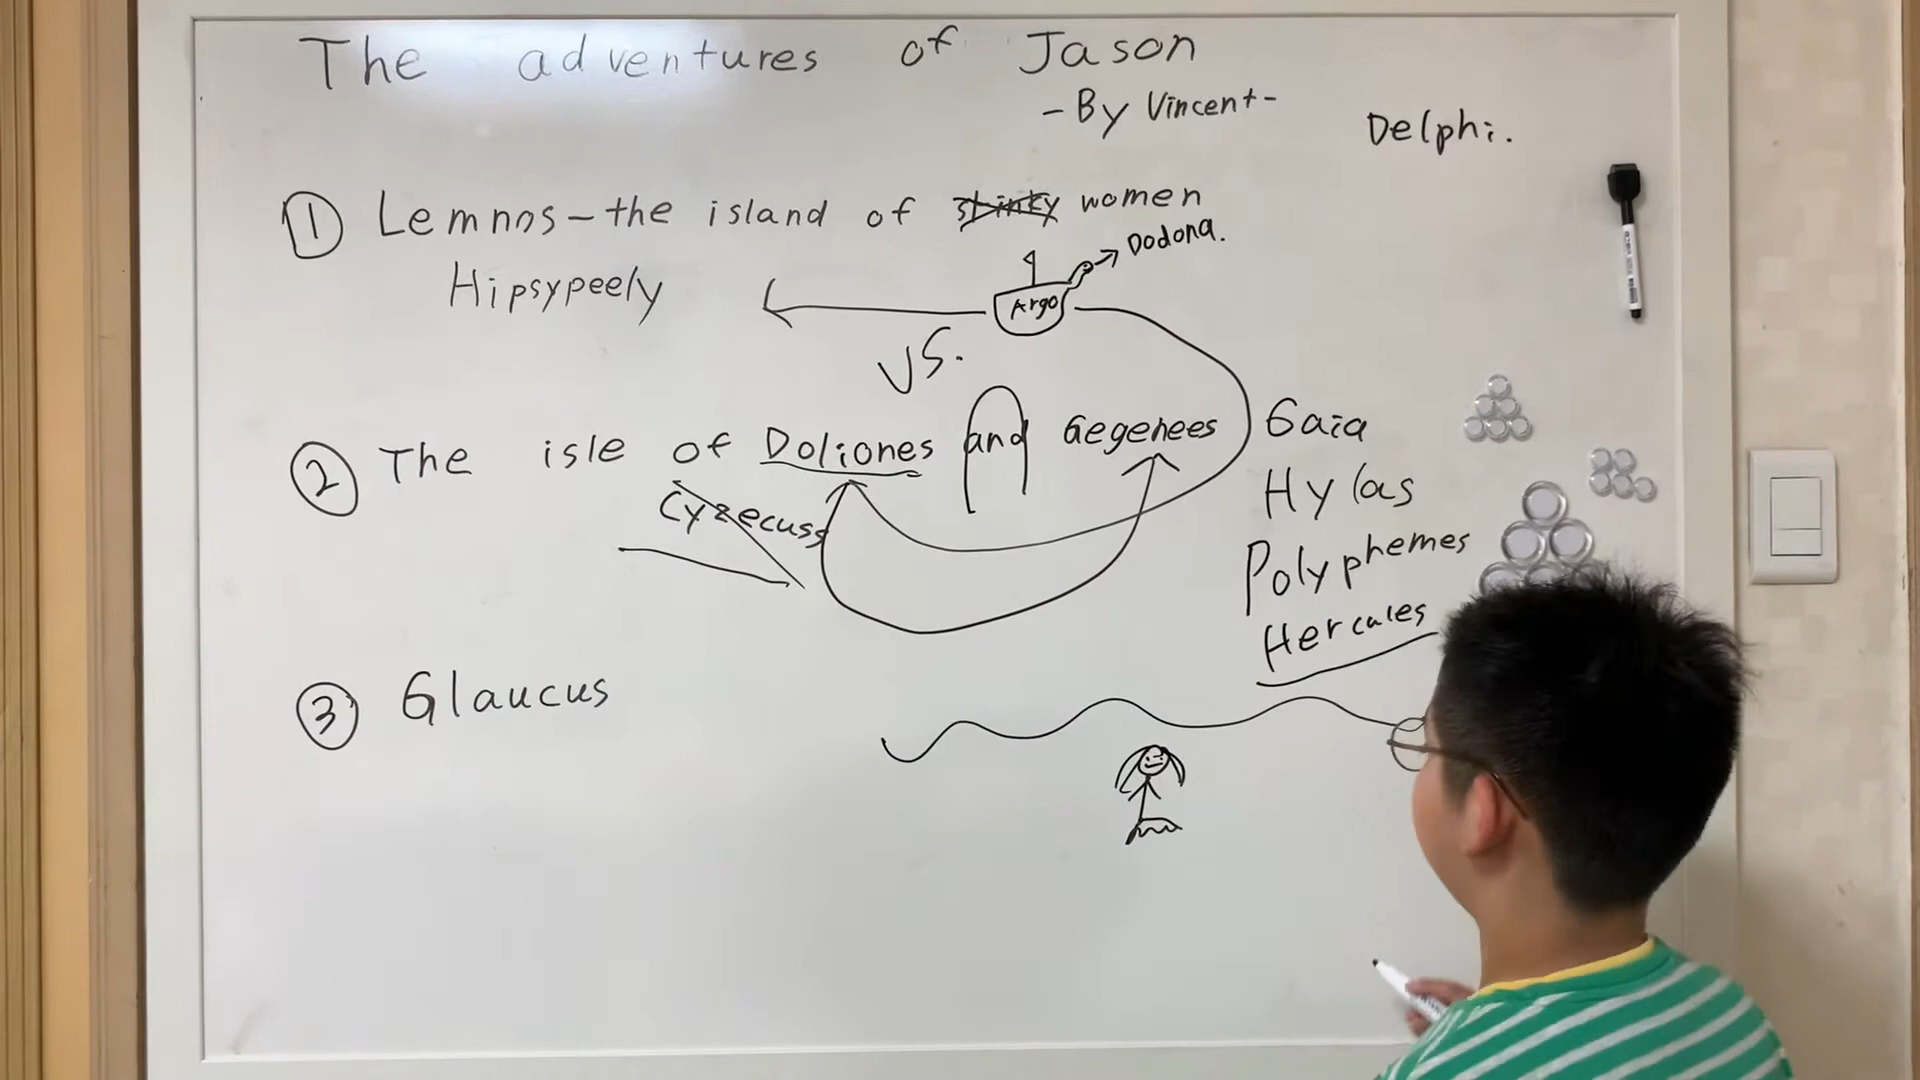 The adventures of Jason
- By Vincent -
Delphi.
① Lemnos - the island of stinky women
Dodona.
Hipsypeely
Argo
VS.
② The isle of Doliones and Gegenees
Gaia
Hylas
Cyzecuss
Polyphemes
Hercules
③ Glaucus